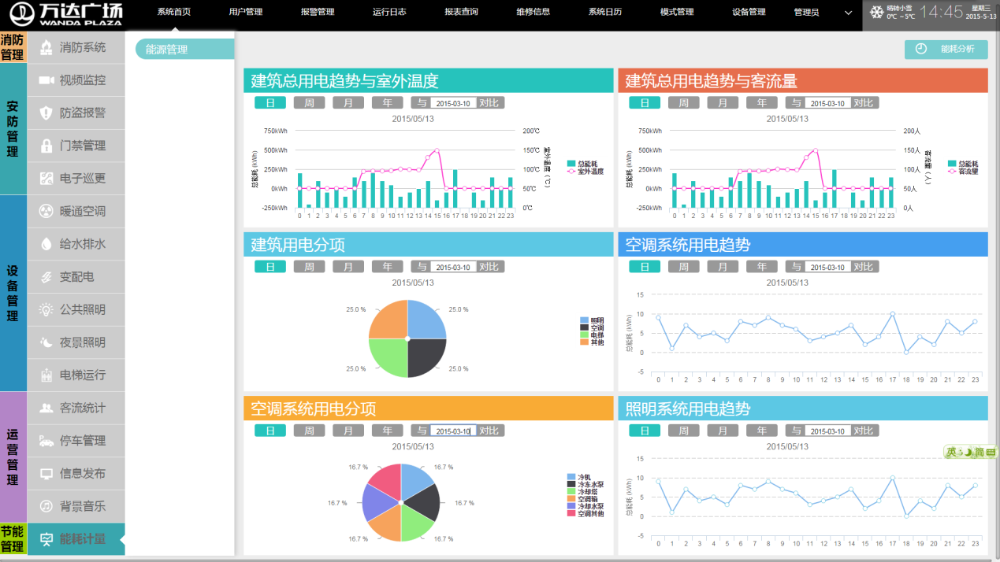 万达广场
WANDA PLAZA
系统首页 用户管理 报警管理 运行日志 报表查询 维修信息 系统日历 模式管理 设备管理 管理员
晴转小雪
0℃ ~ 5℃
14:45
星期三
2015-5-13
消防管理
消防系统
安防管理
视频监控
防盗报警
门禁管理
电子巡更
设备管理
暖通空调
给水排水
变配电
公共照明
夜景照明
电梯运行
运营管理
客流统计
停车管理
信息发布
背景音乐
节能管理
能耗计量
能源管理
能耗分析
建筑总用电趋势与室外温度
日 周 月 年 与 2015-03-10 对比
2015/05/13
750kWh 200℃
500kWh 150℃
250kWh 100℃
0kWh 50℃
-250kWh 0℃
总能耗 (kWh)
室外温度 (℃)
0 1 2 3 4 5 6 7 8 9 10 11 12 13 14 15 16 17 18 19 20 21 22 23
总能耗
室外温度
建筑总用电趋势与客流量
日 周 月 年 与 2015-03-10 对比
2015/05/13
750kWh 200人
500kWh 150人
250kWh 100人
0kWh 50人
-250kWh 0人
总能耗 (kWh)
0 1 2 3 4 5 6 7 8 9 10 11 12 13 14 15 16 17 18 19 20 21 22 23
总能耗
客流量
建筑用电分项
日 周 月 年 与 2015-03-10 对比
2015/05/13
25.0 % 25.0 %
25.0 % 25.0 %
照明
空调
电梯
其他
空调系统用电趋势
日 周 月 年 与 2015-03-10 对比
2015/05/13
15
10
5
0
-5
总能耗 (kWh)
0 1 2 3 4 5 6 7 8 9 10 11 12 13 14 15 16 17 18 19 20 21 22 23
空调系统用电分项
日 周 月 年 与 2015-03-10 对比
2015/05/13
16.7 % 16.7 %
16.7 % 16.7 %
16.7 % 16.7 %
冷机
冷冻水泵
冷却塔
空调箱
冷却水泵
空调其他
照明系统用电趋势
日 周 月 年 与 2015-03-10 对比
2015/05/13
15
10
5
0
-5
总能耗 (kWh)
0 1 2 3 4 5 6 7 8 9 10 11 12 13 14 15 16 17 18 19 20 21 22 23
英 简